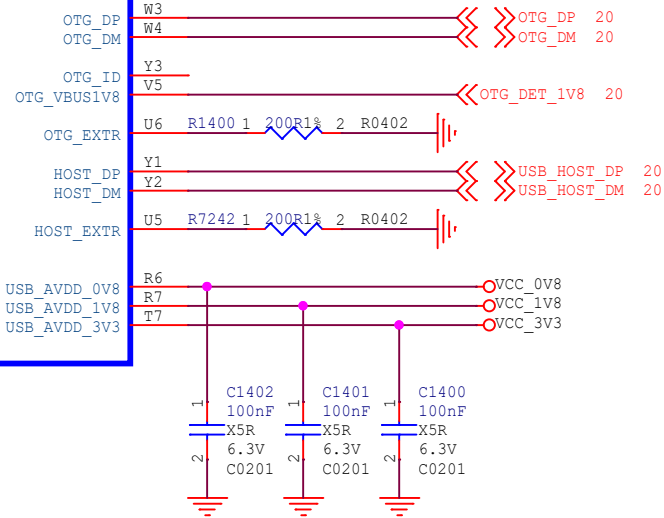 OTG_DP W3 OTG_DP 20
OTG_DM W4 OTG_DM 20
OTG_ID Y3
OTG_VBUS1V8 V5 OTG_DET_1V8 20
OTG_EXTR U6 R1400 1 200R1% 2 R0402
HOST_DP Y1 USB_HOST_DP 20
HOST_DM Y2 USB_HOST_DM 20
HOST_EXTR U5 R7242 1 200R1% 2 R0402
USB_AVDD_0V8 R6 VCC_0V8
USB_AVDD_1V8 R7 VCC_1V8
USB_AVDD_3V3 T7 VCC_3V3
1 C1402 1 C1401 1 C1400
100nF 100nF 100nF
X5R X5R X5R
6.3V 6.3V 6.3V
2 C0201 2 C0201 2 C0201